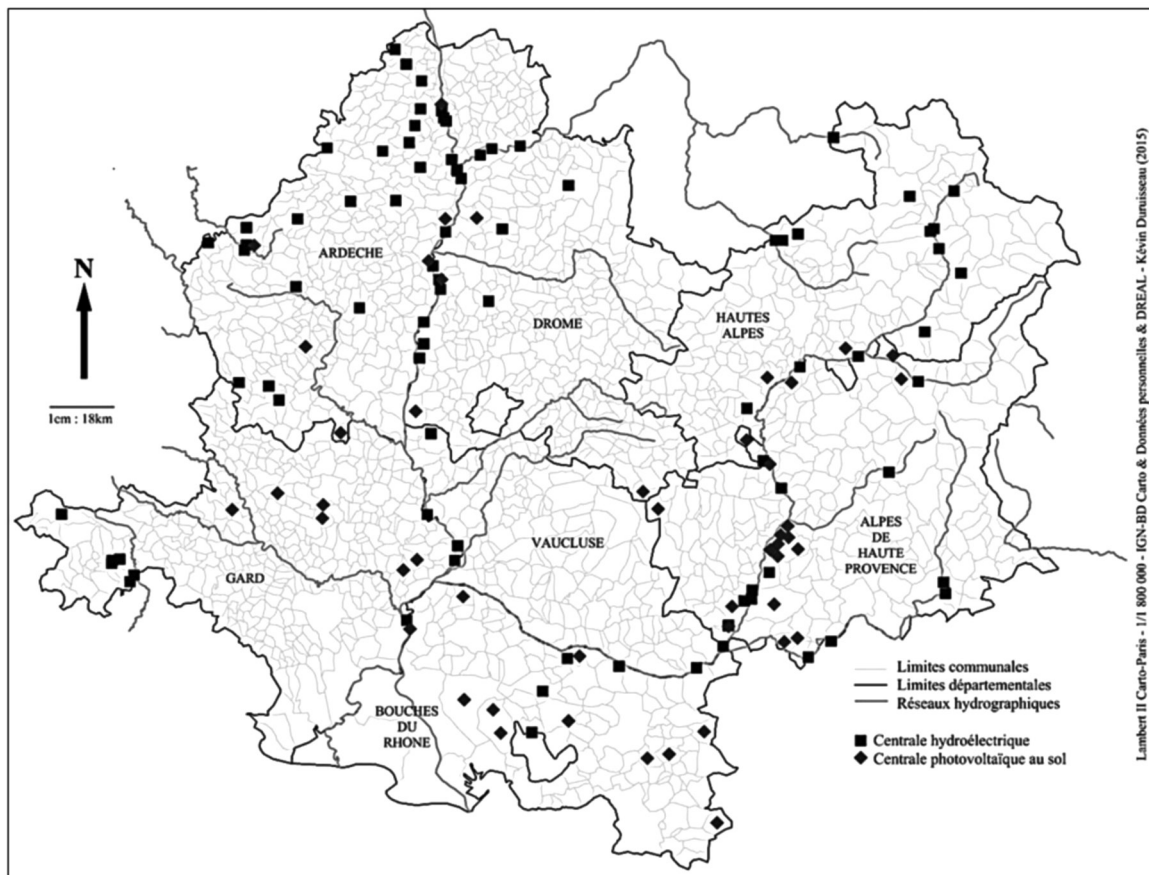 ARDECHE
DROME
HAUTES
ALPES
N
1cm : 18km
VAUCLUSE
ALPES
DE
HAUTE
PROVENCE
GARD
BOUCHES
DU
RHONE
Limites communales
Limites départementales
Réseaux hydrographiques
Centrale hydroélectrique
Centrale photovoltaïque au sol
Lambert II Carto-Paris - 1/1 800 000 - IGN-BD Carto & Données personnelles & DREAL - Kévin Duruisseau (2015)